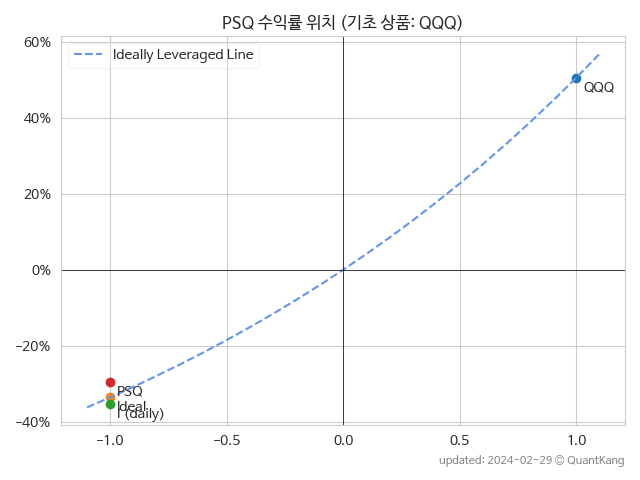 PSQ 수익률 위치 (기초 상품: QQQ)
60%
Ideally Leveraged Line
QQQ
40%
20%
0%
−20%
PSQ
Ideal
(daily)
−40%
−1.0 −0.5 0.0 0.5 1.0
updated: 2024-02-29 © QuantKang